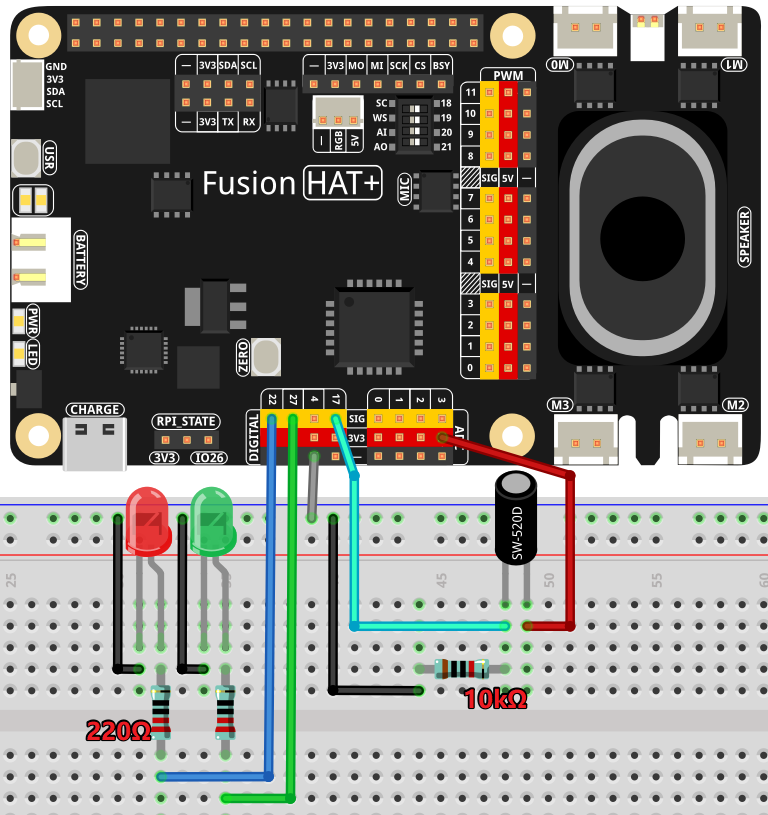 GND
3V3
SDA
SCL
— 3V3 SDA SCL
— 3V3 TX RX
— 3V3 MO MI SCK CS BSY
— RGB 5V
SC 18
WS 19
AI 20
AO 21
M0
M1
PWM
11
10
9
8
SIG 5V —
7
6
5
4
SIG 5V —
3
2
1
0
USR
Fusion HAT+
MIC
SPEAKER
BATTERY
PWR
LED
ZERO
CHARGE
RPI_STATE
3V3 IO26
DIGITAL
22 27 4 17
0 1 2 3
SIG
3V3
—
M3
M2
SW-520D
25
45
50
55
60
220Ω
10kΩ